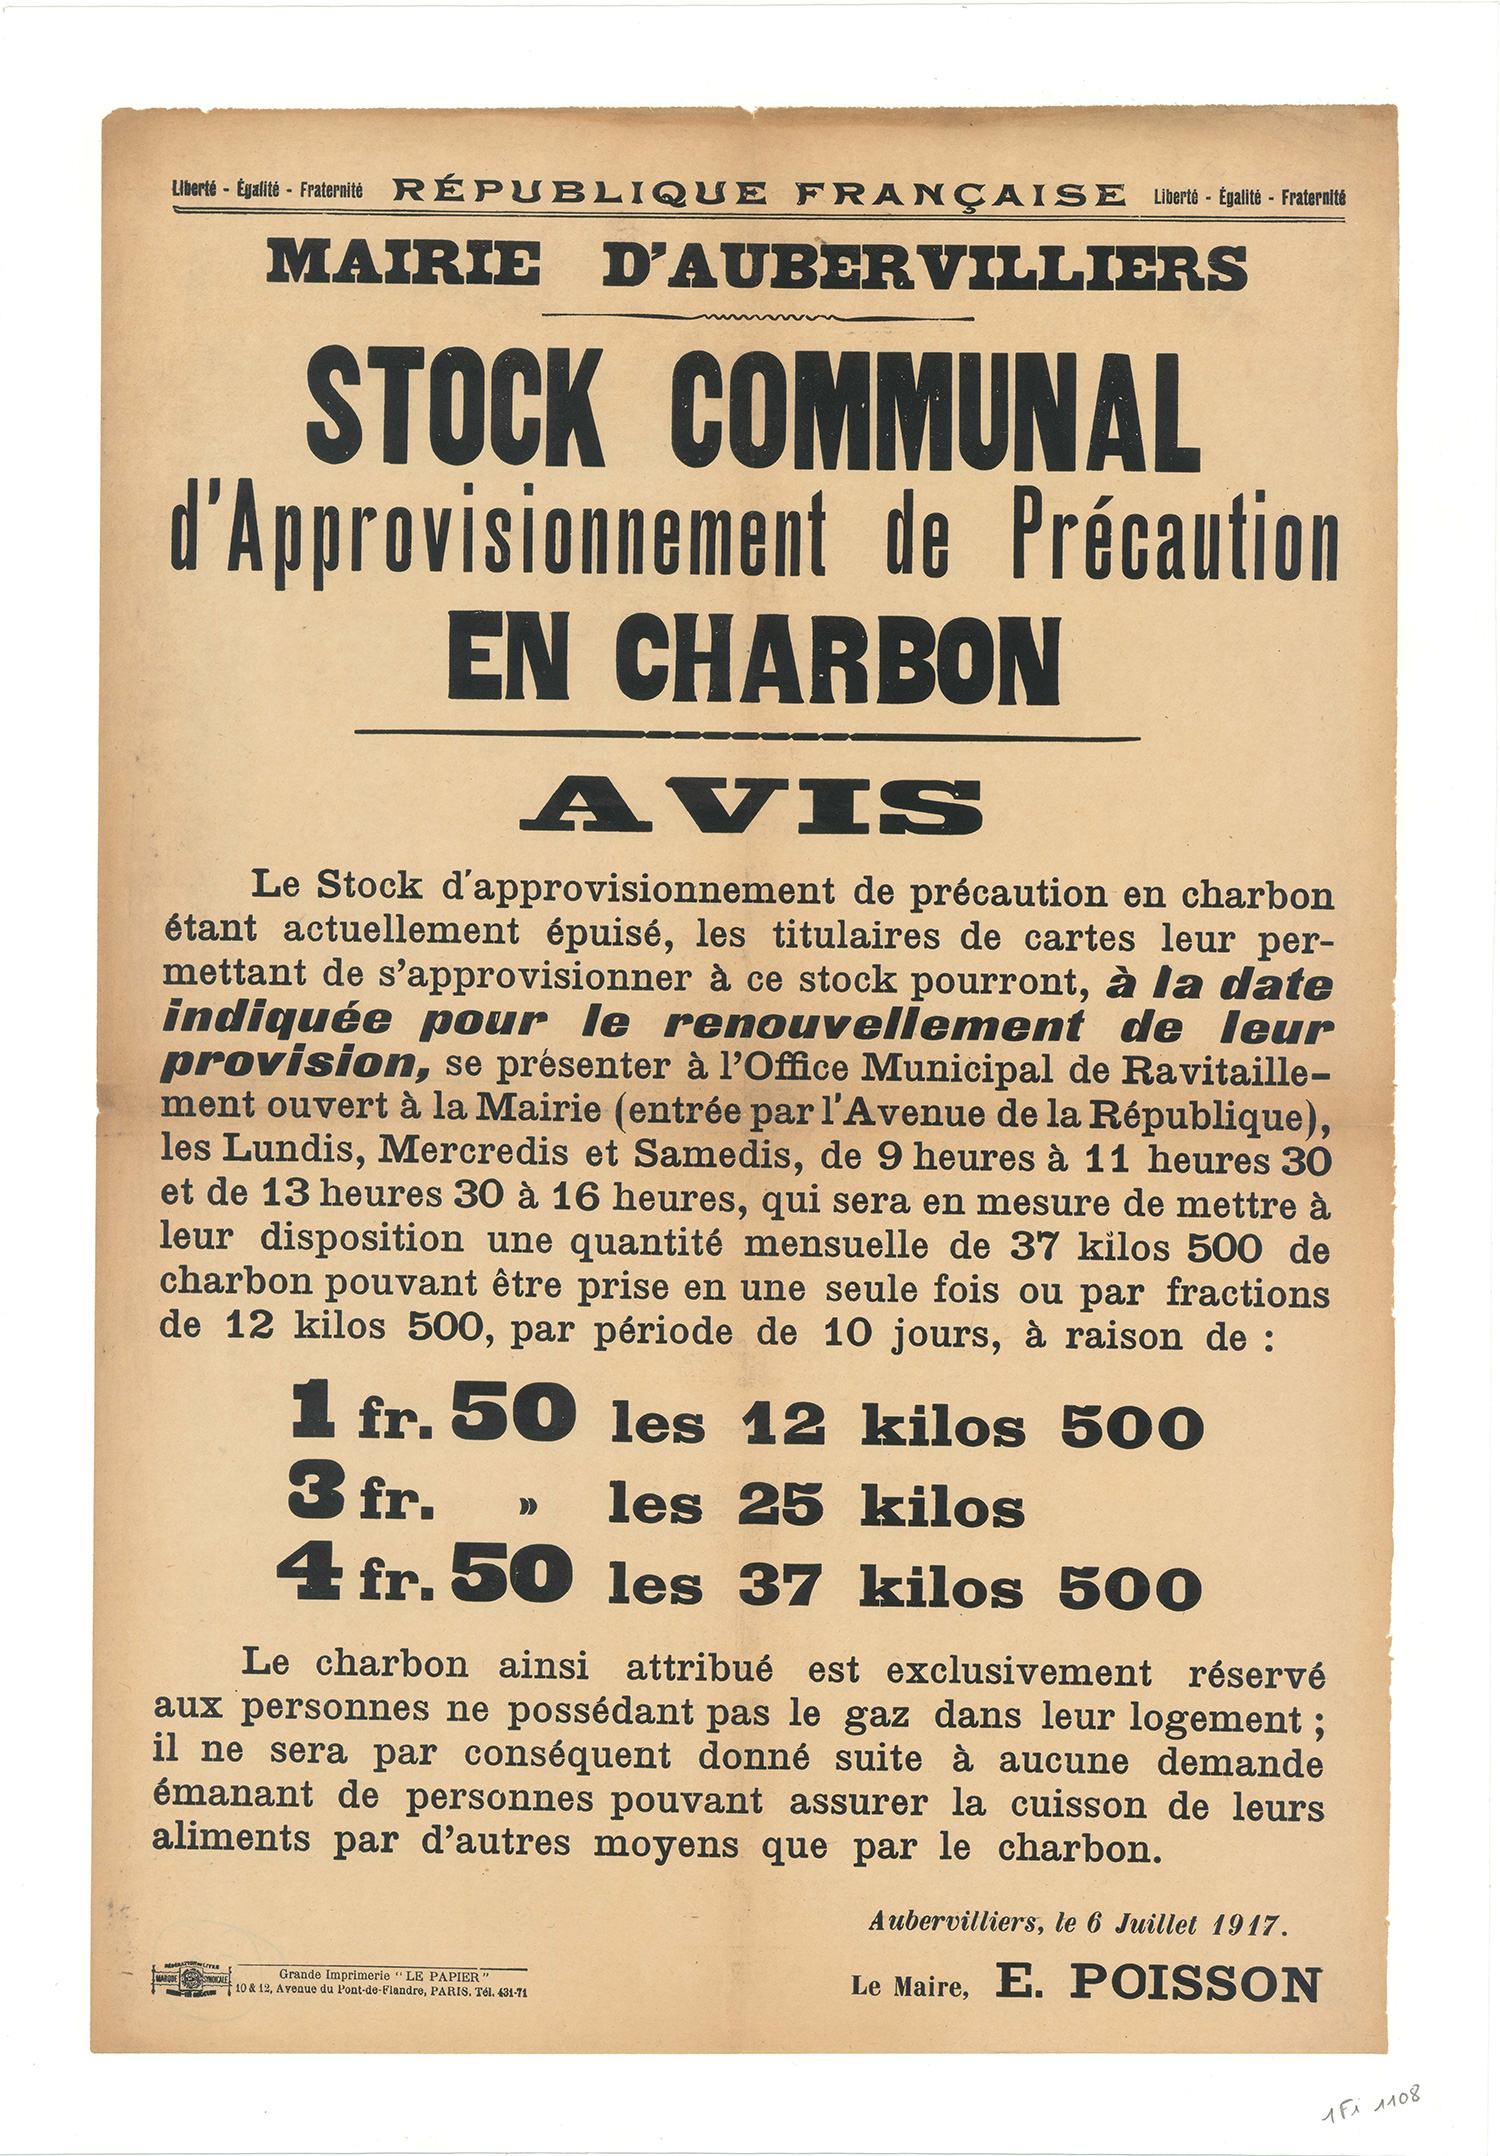 Liberté - Égalité - Fraternité RÉPUBLIQUE FRANÇAISE Liberté - Égalité - Fraternité
MAIRIE D'AUBERVILLIERS
STOCK COMMUNAL
d'Approvisionnement de Précaution
EN CHARBON
AVIS
Le Stock d'approvisionnement de précaution en charbon
étant actuellement épuisé, les titulaires de cartes leur per-
mettant de s'approvisionner à ce stock pourront, à la date
indiquée pour le renouvellement de leur
provision, se présenter à l'Office Municipal de Ravitaille-
ment ouvert à la Mairie (entrée par l'Avenue de la République),
les Lundis, Mercredis et Samedis, de 9 heures à 11 heures 30
et de 13 heures 30 à 16 heures, qui sera en mesure de mettre à
leur disposition une quantité mensuelle de 37 kilos 500 de
charbon pouvant être prise en une seule fois ou par fractions
de 12 kilos 500, par période de 10 jours, à raison de :
1 fr. 50 les 12 kilos 500
3 fr. » les 25 kilos
4 fr. 50 les 37 kilos 500
Le charbon ainsi attribué est exclusivement réservé
aux personnes ne possédant pas le gaz dans leur logement ;
il ne sera par conséquent donné suite à aucune demande
émanant de personnes pouvant assurer la cuisson de leurs
aliments par d'autres moyens que par le charbon.
Aubervilliers, le 6 Juillet 1917.
Le Maire, E. POISSON
MARQUE SYNDICALE
Grande Imprimerie "LE PAPIER"
10 & 12, Avenue du Pont-de-Flandre, PARIS. Tél. 431-71
1Fi 1108